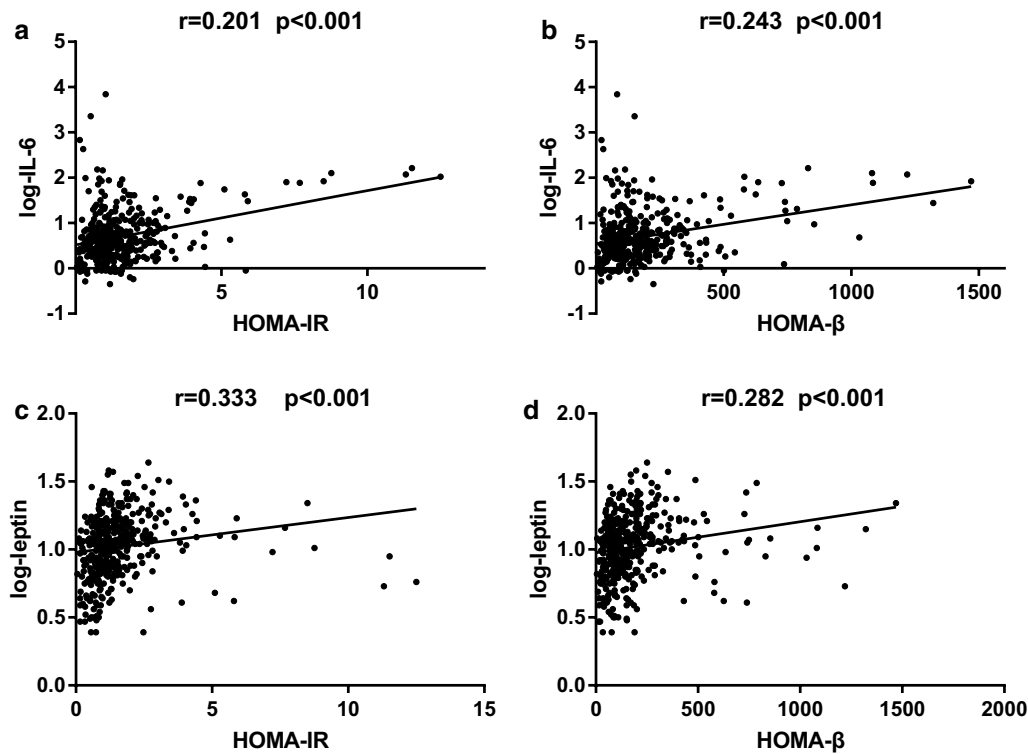 a
r=0.201 p<0.001
5
4
3
2
1
0
-1
log-IL-6
5
10
HOMA-IR
b
r=0.243 p<0.001
5
4
3
2
1
0
-1
log-IL-6
500
1000
1500
HOMA-β
c
r=0.333 p<0.001
2.0
1.5
1.0
0.5
0.0
log-leptin
0
5
10
15
HOMA-IR
d
r=0.282 p<0.001
2.0
1.5
1.0
0.5
0.0
log-leptin
0
500
1000
1500
2000
HOMA-β